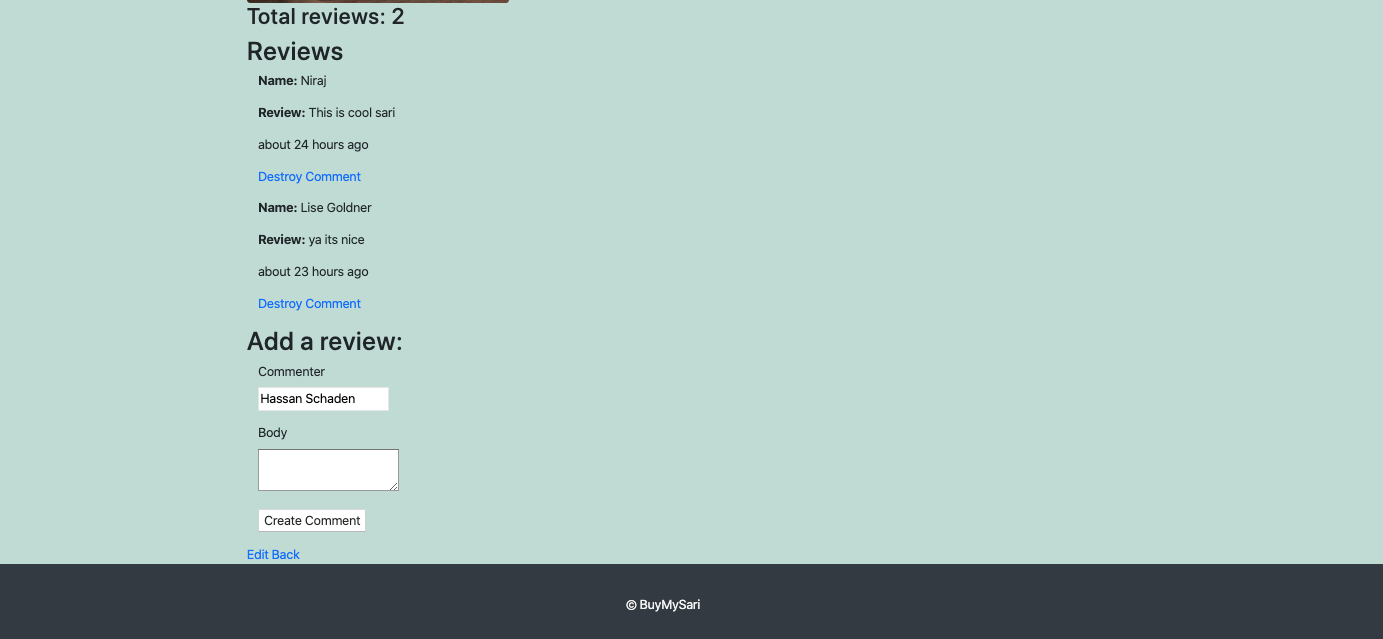 Total reviews: 2
Reviews
Name: Niraj
Review: This is cool sari
about 24 hours ago
Destroy Comment
Name: Lise Goldner
Review: ya its nice
about 23 hours ago
Destroy Comment
Add a review:
Commenter
Hassan Schaden
Body
Create Comment
Edit Back
© BuyMySari